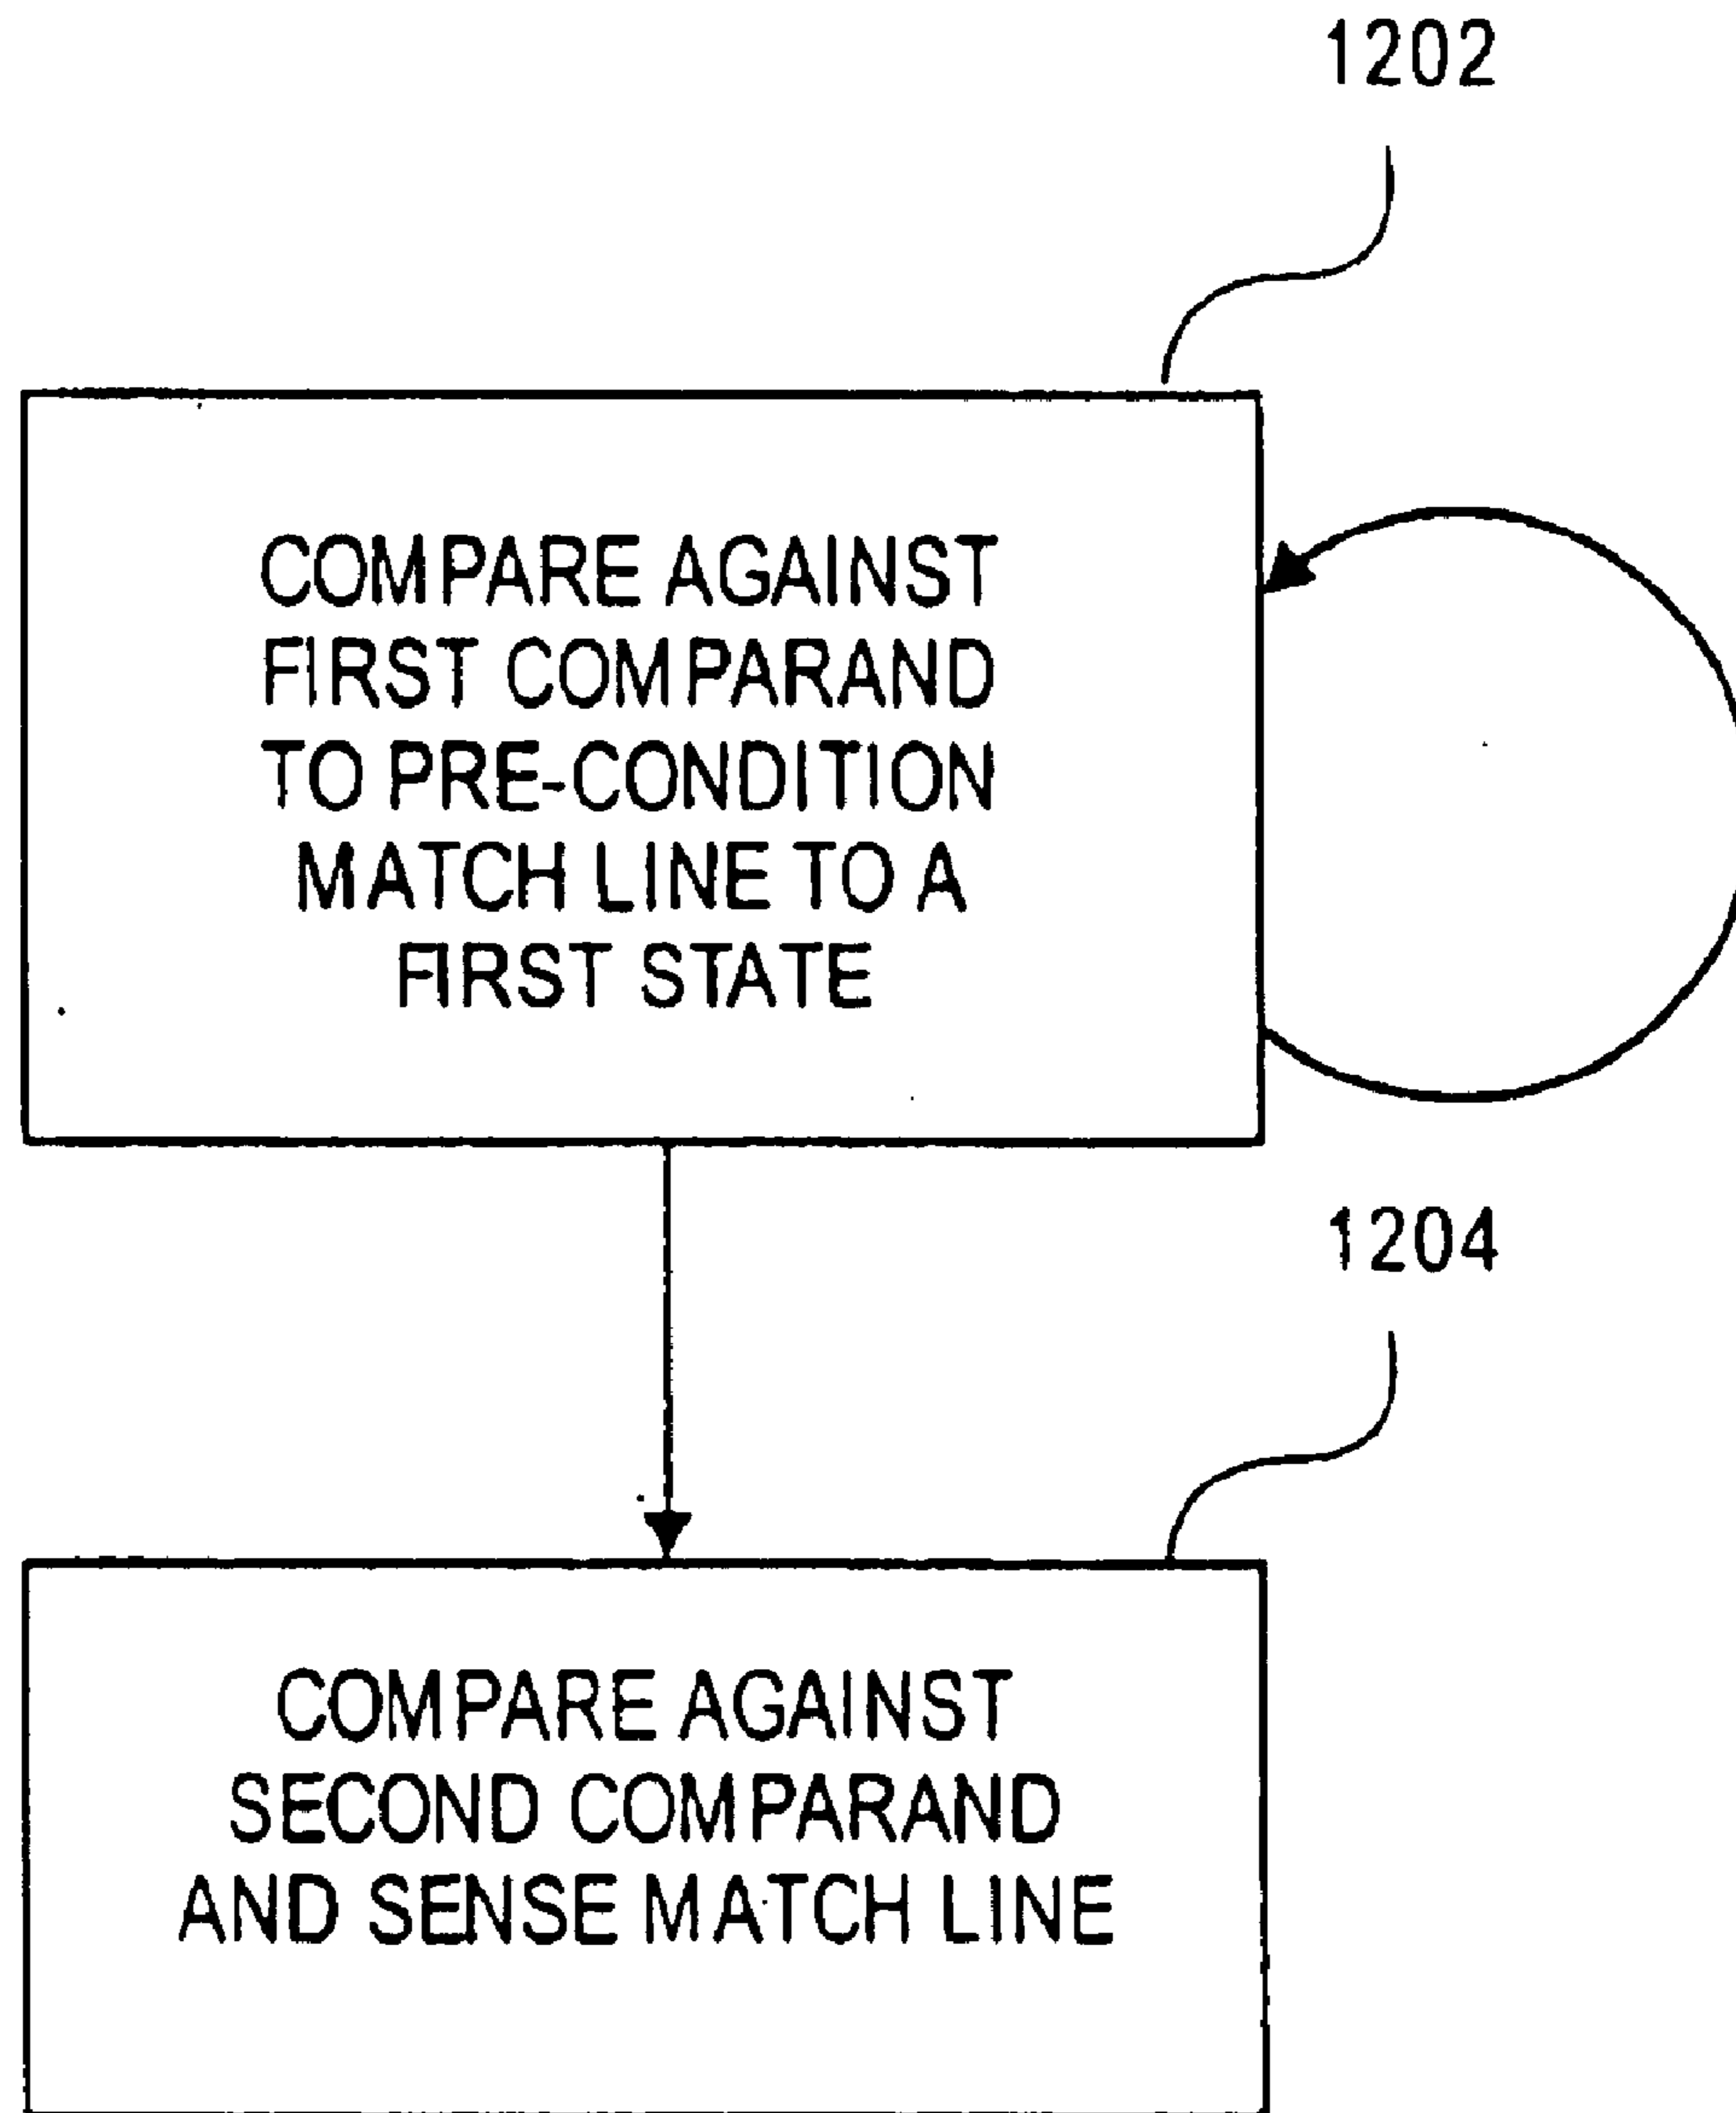 1202
COMPARE AGAINST
FIRST COMPARAND
TO PRE-CONDITION
MATCH LINE TO A
FIRST STATE
1204
COMPARE AGAINST
SECOND COMPARAND
AND SENSE MATCH LINE